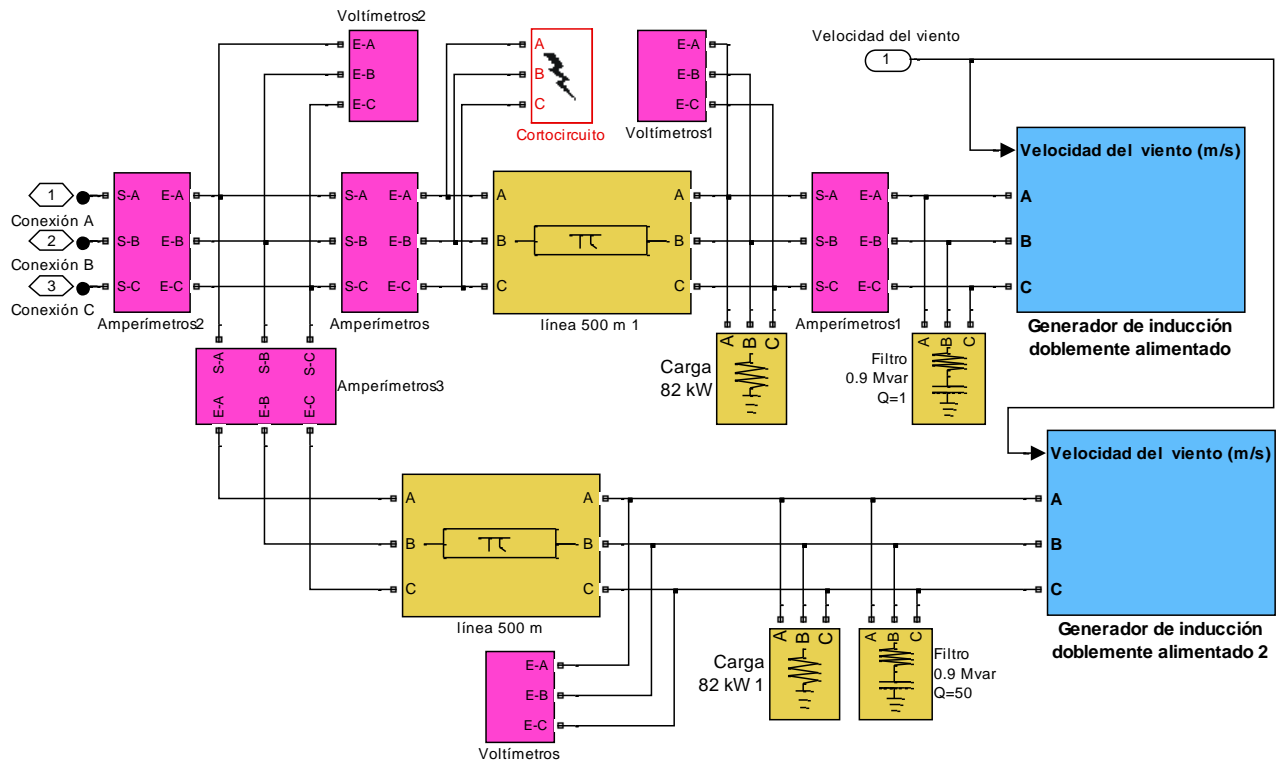 Voltímetros2
E-A
E-B
E-C
A
B
C
Cortocircuito
E-A
E-B
E-C
Voltímetros1
Velocidad del viento
1
1
Conexión A
2
Conexión B
3
Conexión C
S-A E-A
S-B E-B
S-C E-C
Amperímetros2
S-A E-A
S-B E-B
S-C E-C
Amperímetros
A A
B B
C C
línea 500 m 1
S-A E-A
S-B E-B
S-C E-C
Amperímetros1
Velocidad del viento (m/s)
A
B
C
Generador de inducción
doblemente alimentado
A B C
Carga
82 kW
A B C
Filtro
0.9 Mvar
Q=1
S-A S-B S-C
E-A E-B E-C
Amperímetros3
A A
B B
C C
línea 500 m
Velocidad del viento (m/s)
A
B
C
Generador de inducción
doblemente alimentado 2
E-A
E-B
E-C
Voltímetros
A B C
Carga
82 kW 1
A B C
Filtro
0.9 Mvar
Q=50